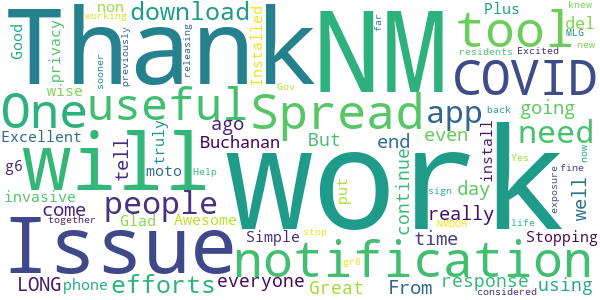 Thank NM tool
non download Plus knew
working far MLG
Good privacy previously sooner Installed Gov releasing Excited residents new
wise del
COVID
One useful Spread app going
ago need
Excellent will truly Buchanan But end even back
work
g6 moto tell Help Yes
invasive people put continue install day exposure now fine well
come Glad Awesome sign NMDOH life
together Issue really
Simple stop time Stopping
notification
LONG phone efforts everyone Great gr8 From response considered using